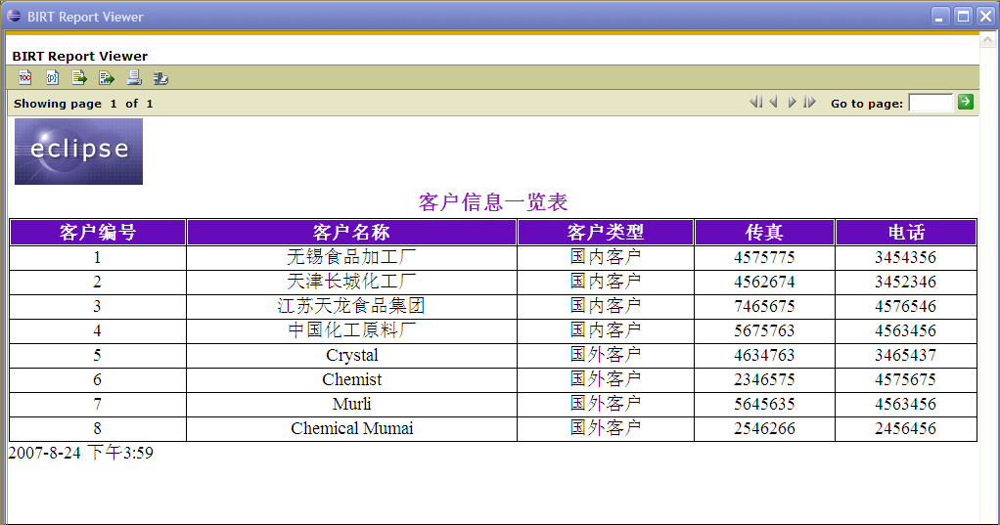 BIRT Report Viewer
BIRT Report Viewer
TOC
Showing page 1 of 1 Go to page:
eclipse
客户信息一览表
客户编号 客户名称 客户类型 传真 电话
1 无锡食品加工厂 国内客户 4575775 3454356
2 天津长城化工厂 国内客户 4562674 3452346
3 江苏天龙食品集团 国内客户 7465675 4576546
4 中国化工原料厂 国内客户 5675763 4563456
5 Crystal 国外客户 4634763 3465437
6 Chemist 国外客户 2346575 4575675
7 Murli 国外客户 5645635 4563456
8 Chemical Mumai 国外客户 2546266 2456456
2007-8-24 下午3:59